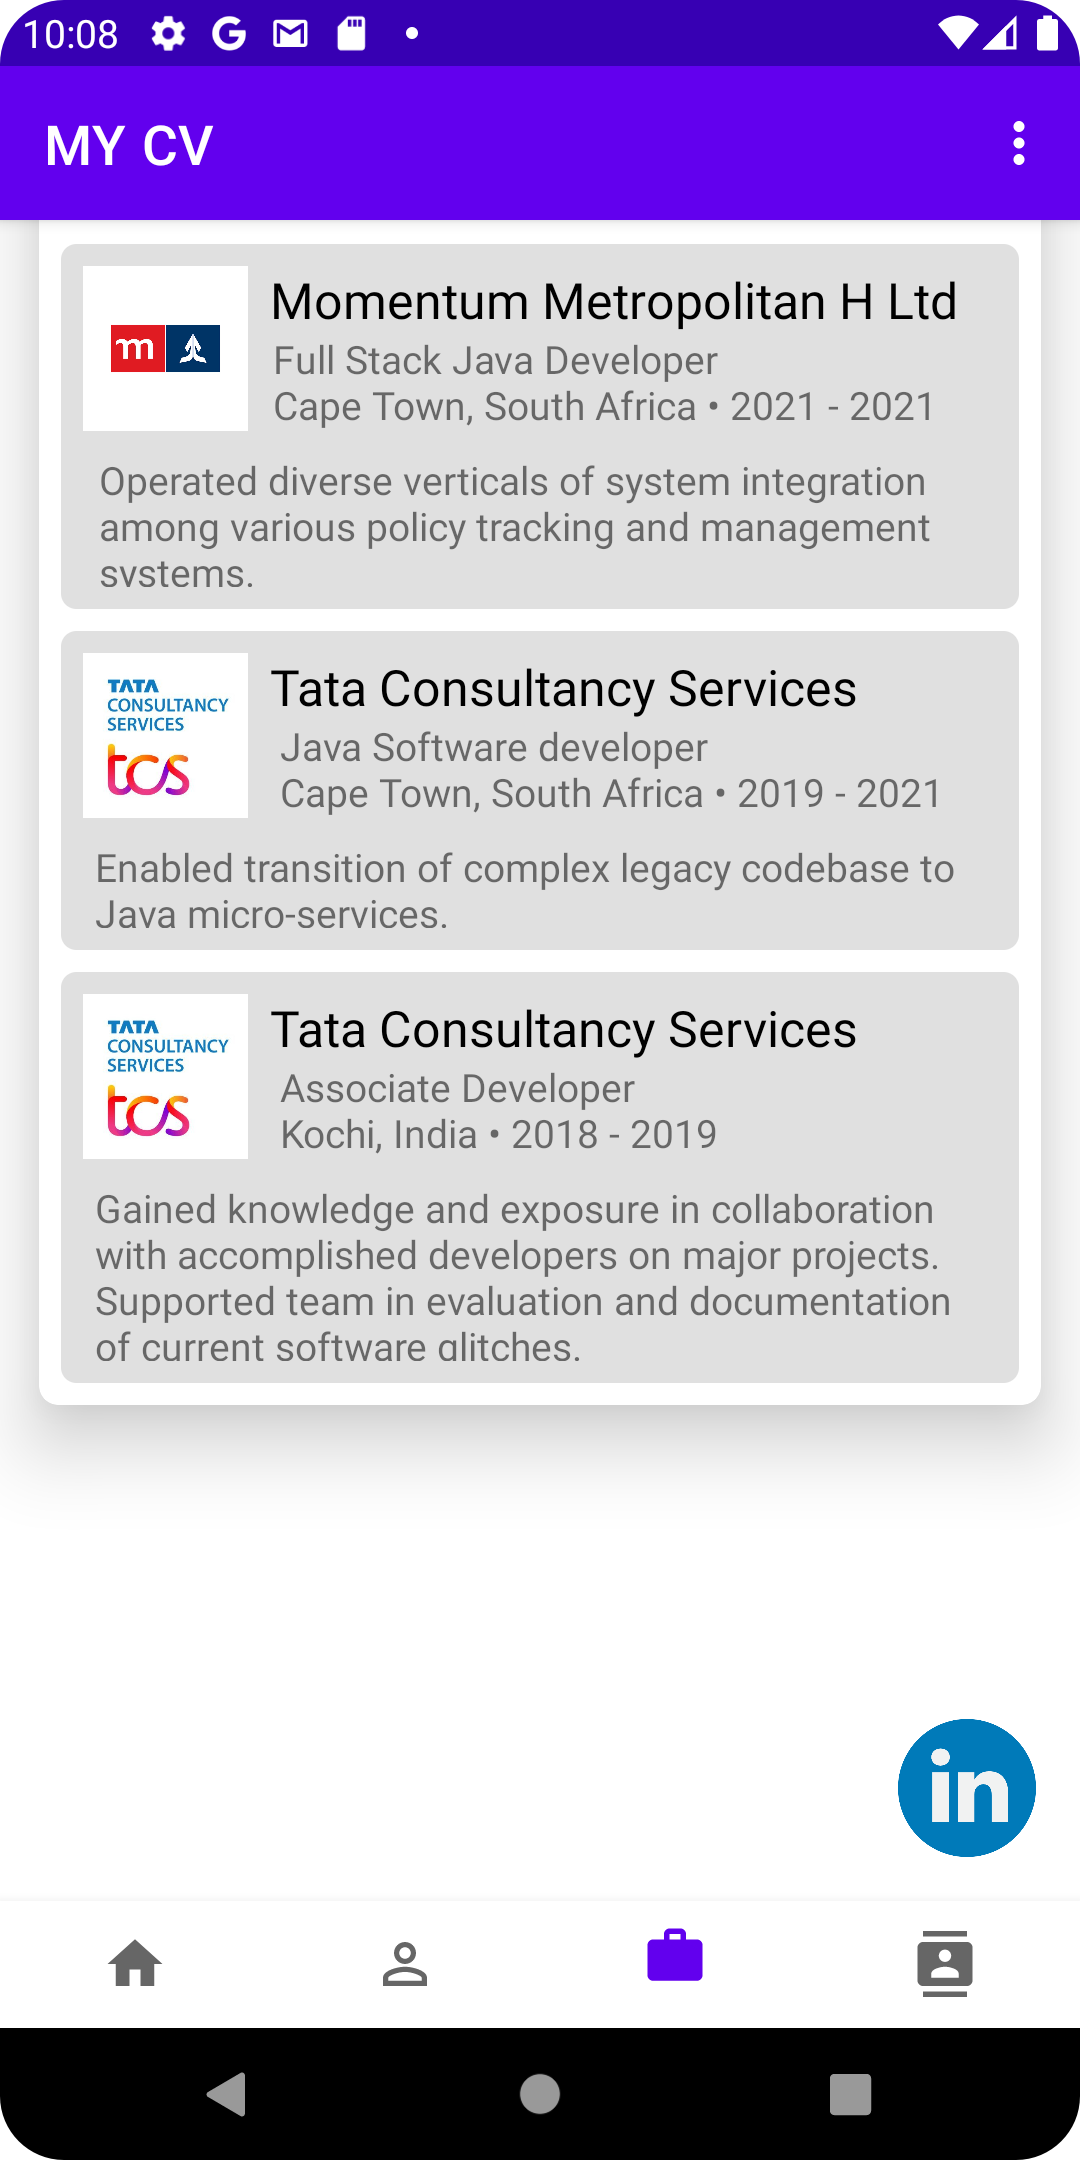 10:08
MY CV
m
Momentum Metropolitan H Ltd
Full Stack Java Developer
Cape Town, South Africa • 2021 - 2021
Operated diverse verticals of system integration
among various policy tracking and management
systems.
TATA
CONSULTANCY
SERVICES
tcs
Tata Consultancy Services
Java Software developer
Cape Town, South Africa • 2019 - 2021
Enabled transition of complex legacy codebase to
Java micro-services.
TATA
CONSULTANCY
SERVICES
tcs
Tata Consultancy Services
Associate Developer
Kochi, India • 2018 - 2019
Gained knowledge and exposure in collaboration
with accomplished developers on major projects.
Supported team in evaluation and documentation
of current software glitches.
in